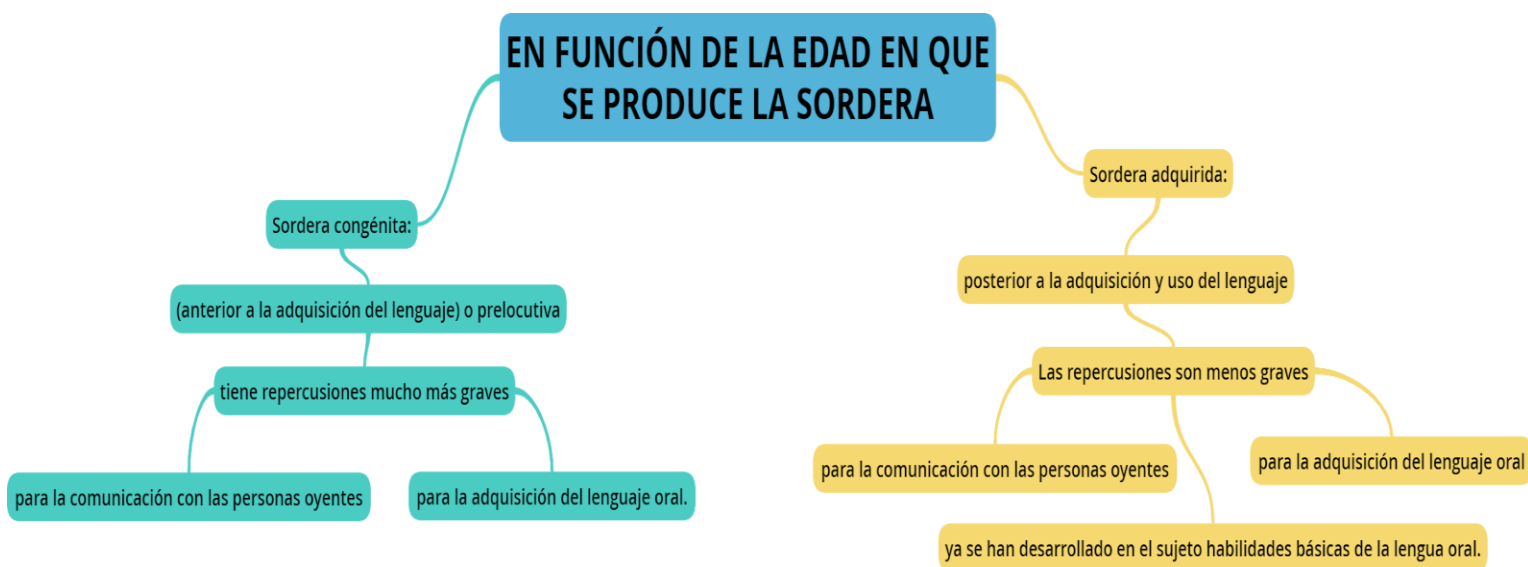 EN FUNCIÓN DE LA EDAD EN QUE
SE PRODUCE LA SORDERA
Sordera congénita:
(anterior a la adquisición del lenguaje) o prelocutiva
tiene repercusiones mucho más graves
para la comunicación con las personas oyentes
para la adquisición del lenguaje oral.
Sordera adquirida:
posterior a la adquisición y uso del lenguaje
Las repercusiones son menos graves
para la comunicación con las personas oyentes
ya se han desarrollado en el sujeto habilidades básicas de la lengua oral.
para la adquisición del lenguaje oral